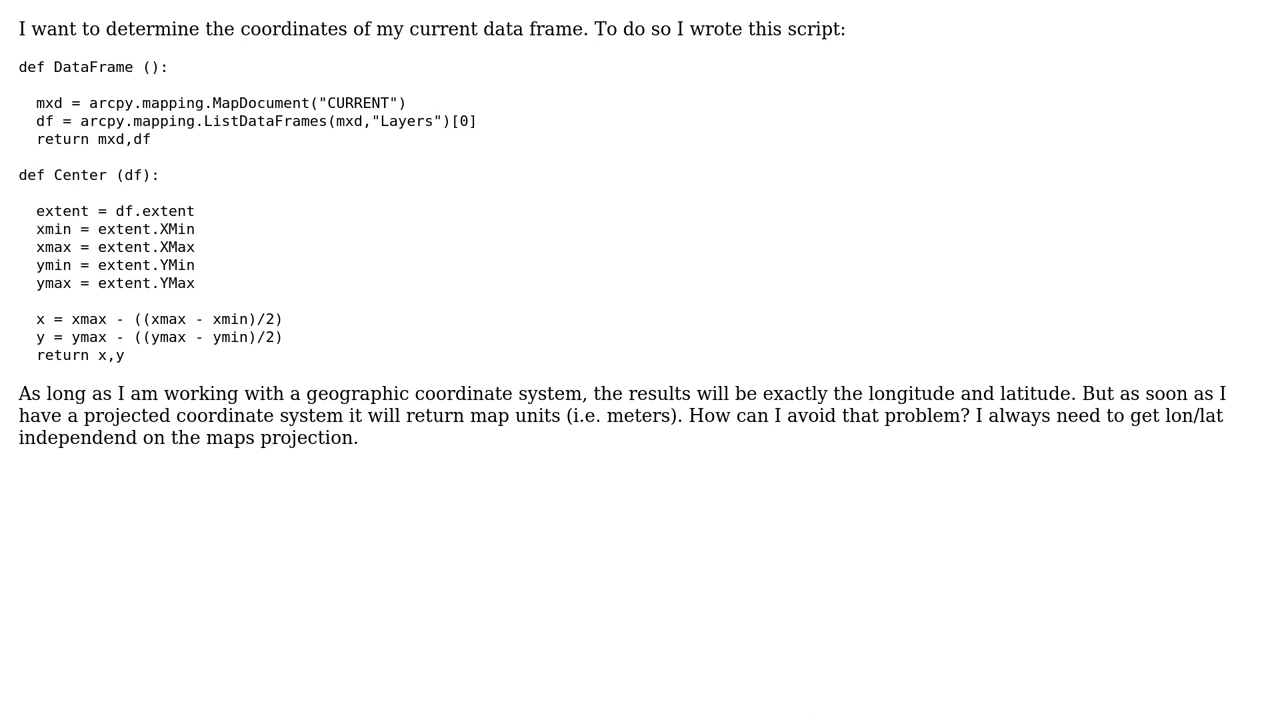 I want to determine the coordinates of my current data frame. To do so I wrote this script:
def DataFrame ():
mxd = arcpy.mapping.MapDocument("CURRENT")
df = arcpy.mapping.ListDataFrames(mxd,"Layers")[0]
return mxd,df
def Center (df):
extent = df.extent
xmin = extent.XMin
xmax = extent.XMax
ymin = extent.YMin
ymax = extent.YMax
x = xmax - ((xmax - xmin)/2)
y = ymax - ((ymax - ymin)/2)
return x,y
As long as I am working with a geographic coordinate system, the results will be exactly the longitude and latitude. But as soon as I
have a projected coordinate system it will return map units (i.e. meters). How can I avoid that problem? I always need to get lon/lat
independend on the maps projection.